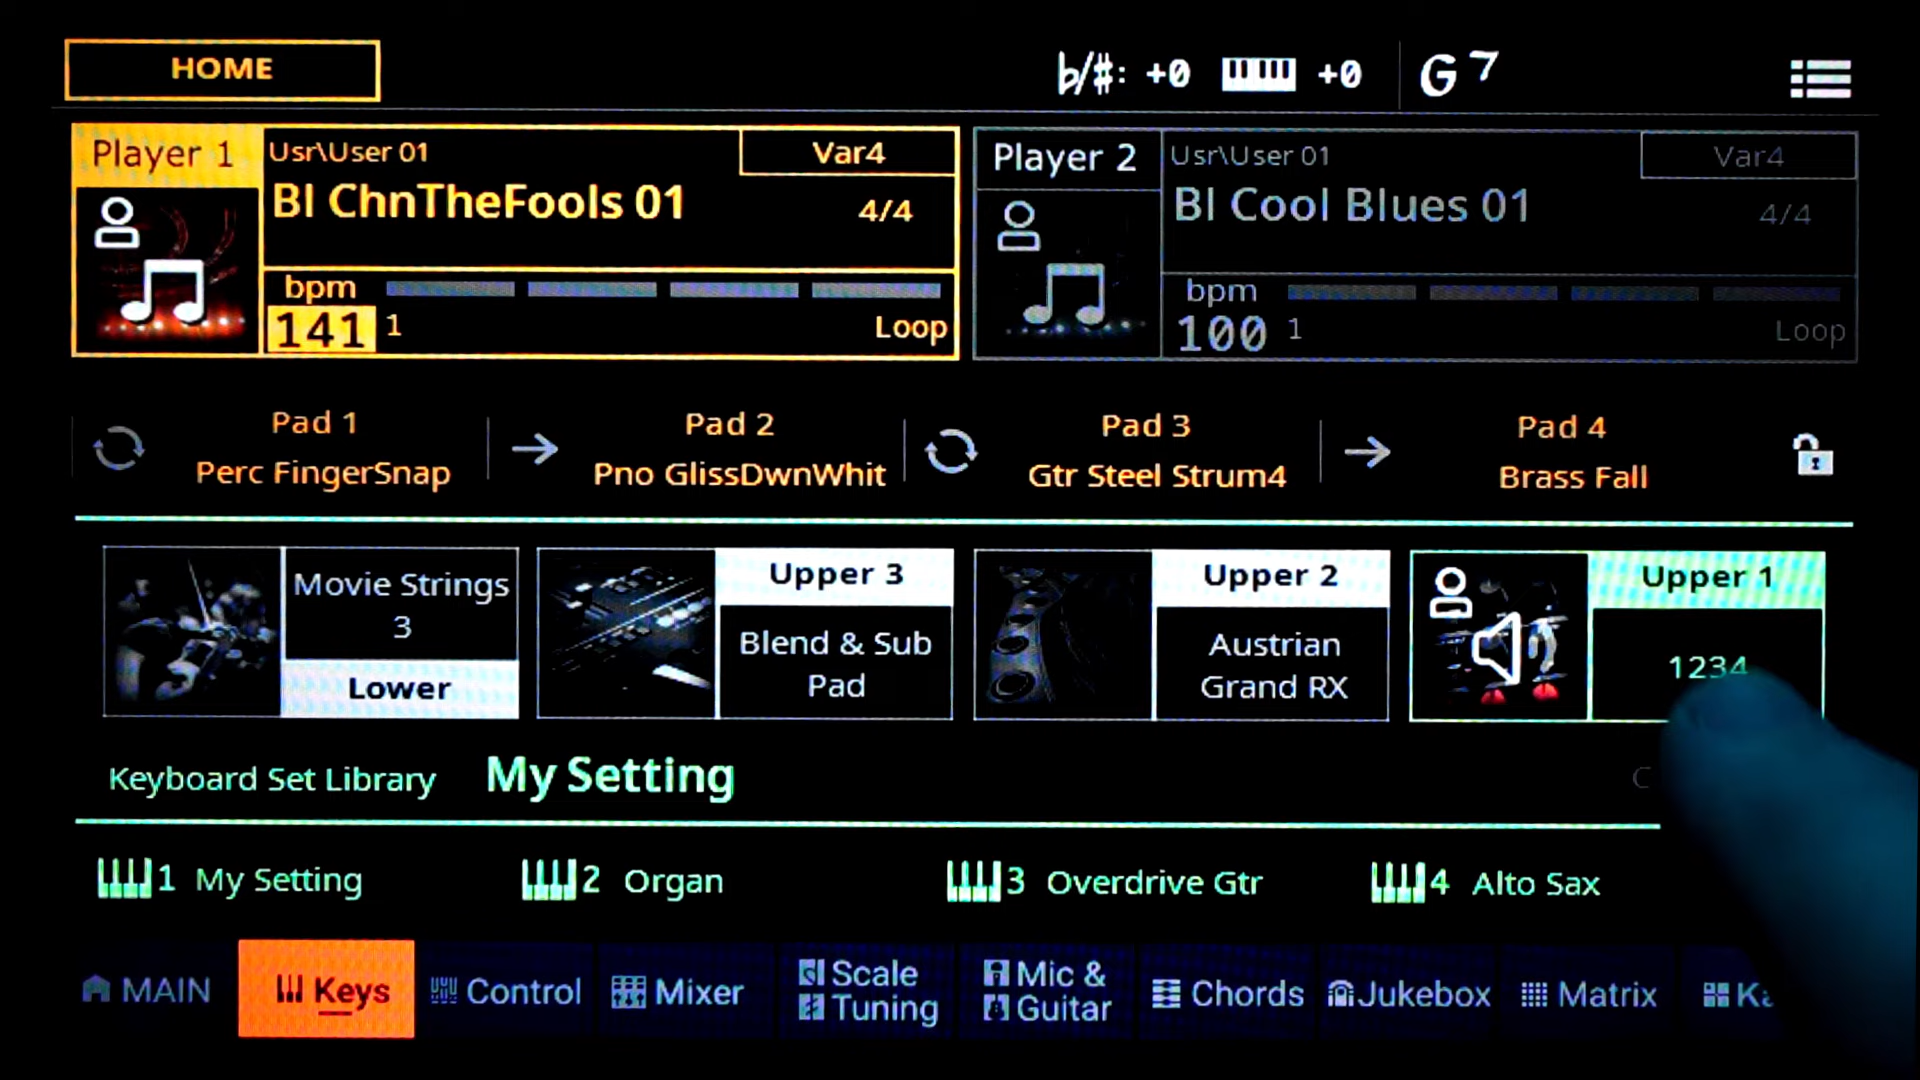 HOME
b/#: +0 +0 G7
Player 1
Usr\User 01
Var4
Bl ChnTheFools 01
4/4
bpm
141
1
Loop
Player 2
Usr\User 01
Var4
Bl Cool Blues 01
4/4
bpm
100
1
Loop
Pad 1
Perc FingerSnap
Pad 2
Pno GlissDwnWhit
Pad 3
Gtr Steel Strum4
Pad 4
Brass Fall
Movie Strings
3
Lower
Upper 3
Blend & Sub
Pad
Upper 2
Austrian
Grand RX
Upper 1
1234
Keyboard Set Library My Setting
1 My Setting
2 Organ
3 Overdrive Gtr
4 Alto Sax
MAIN
Keys
Control
Mixer
Scale
Tuning
Mic &
Guitar
Chords
Jukebox
Matrix